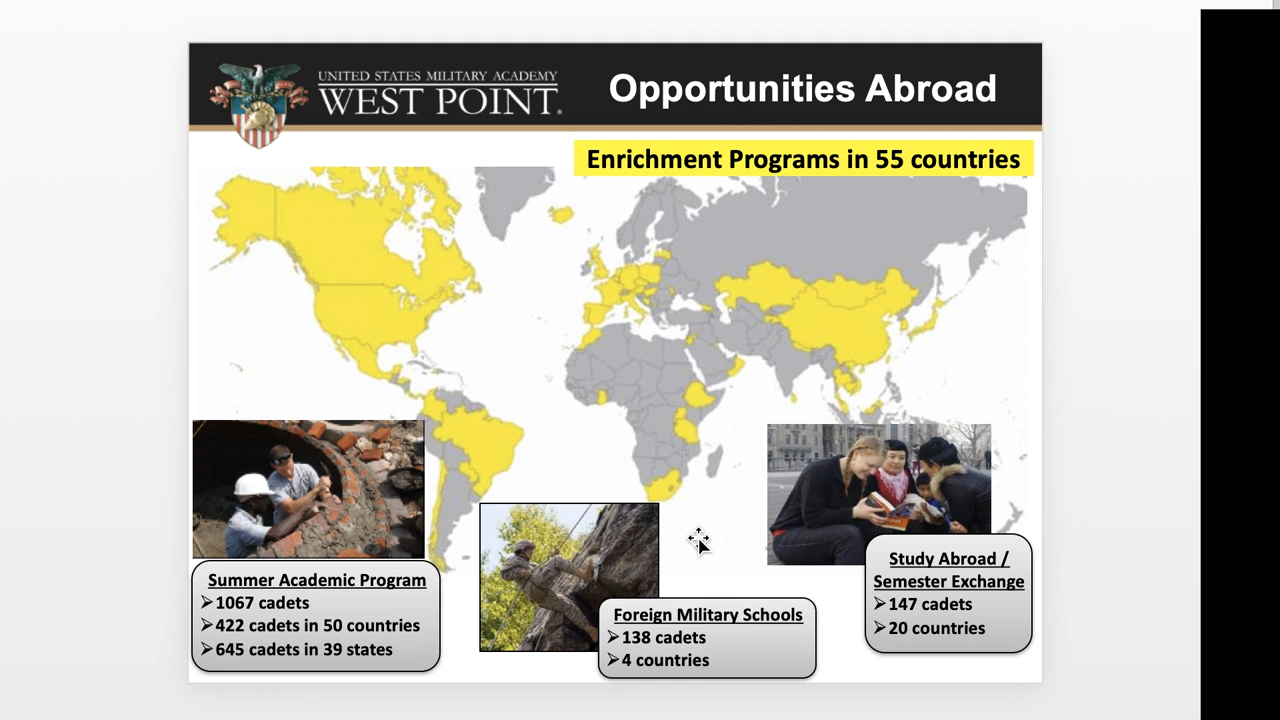 UNITED STATES MILITARY ACADEMY
WEST POINT.
Opportunities Abroad
Enrichment Programs in 55 countries
Summer Academic Program
➢1067 cadets
➢422 cadets in 50 countries
➢645 cadets in 39 states
Foreign Military Schools
➢138 cadets
➢4 countries
Study Abroad /
Semester Exchange
➢147 cadets
➢20 countries